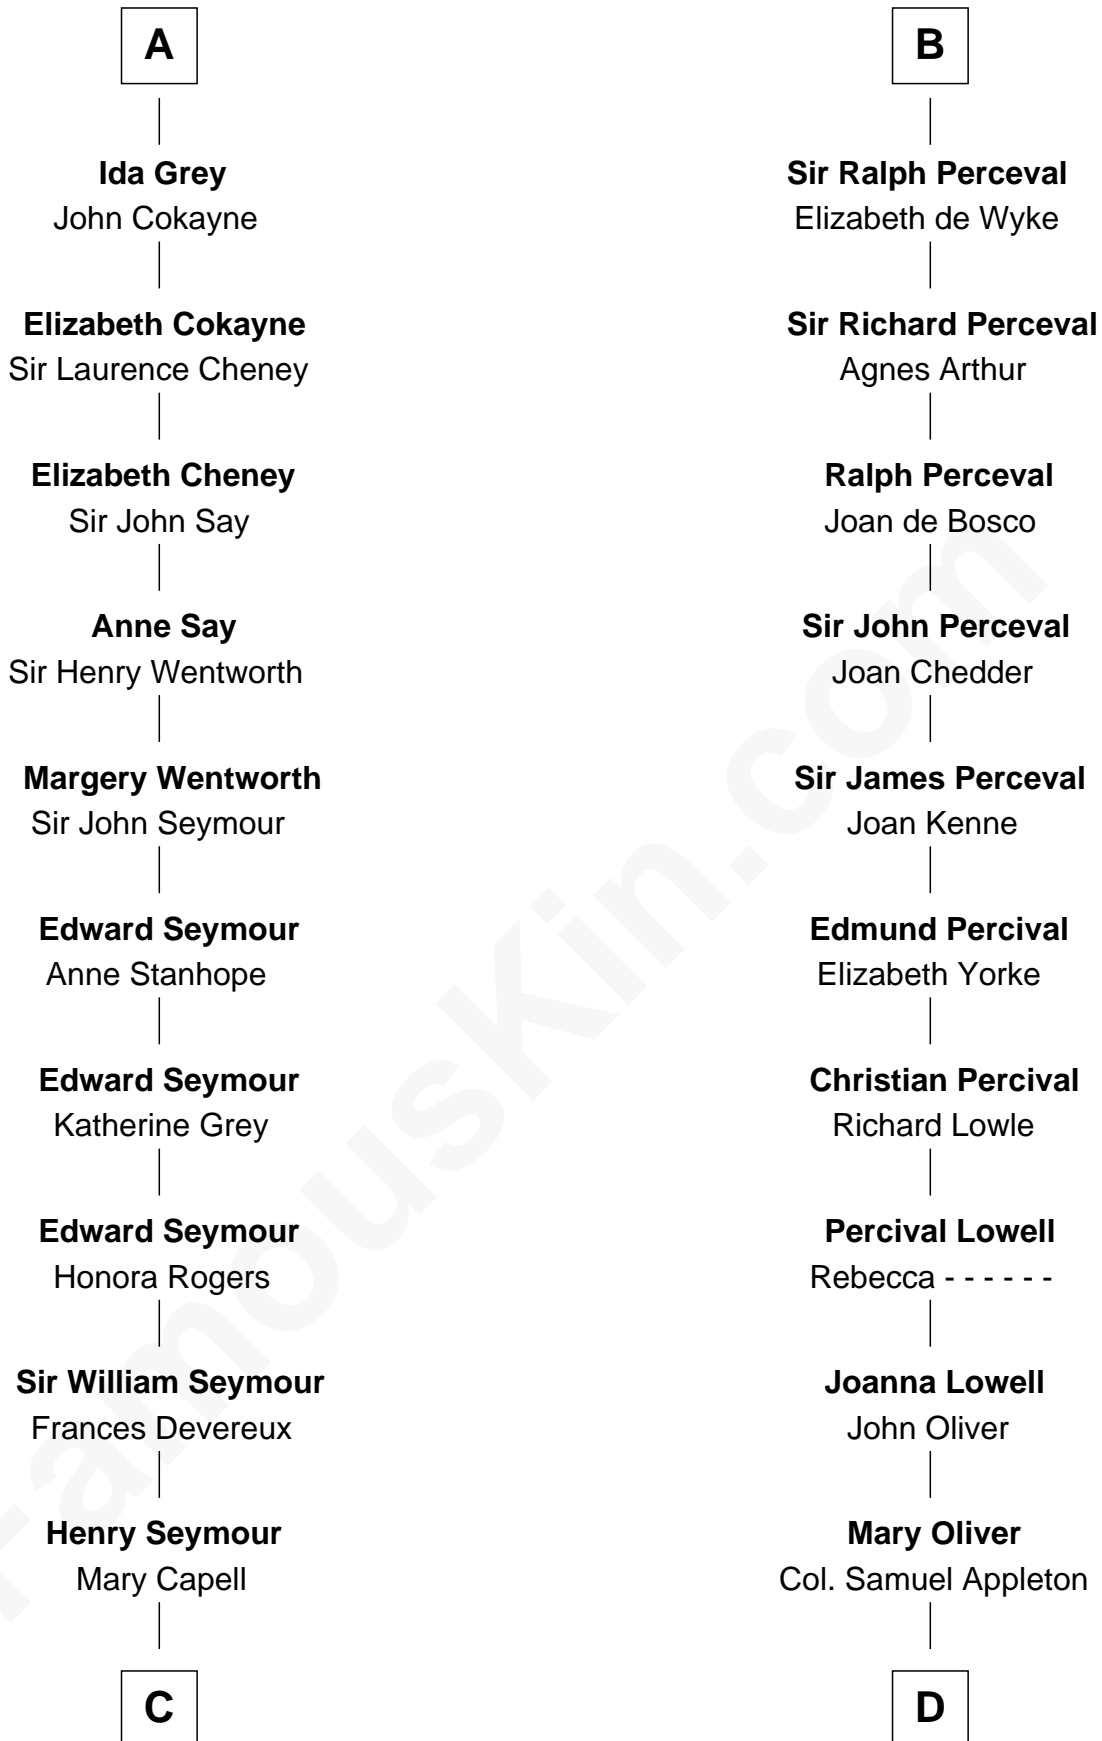 A
Ida Grey
John Cokayne
Elizabeth Cokayne
Sir Laurence Cheney
Elizabeth Cheney
Sir John Say
Anne Say
Sir Henry Wentworth
Margery Wentworth
Sir John Seymour
Edward Seymour
Anne Stanhope
Edward Seymour
Katherine Grey
Edward Seymour
Honora Rogers
Sir William Seymour
Frances Devereux
Henry Seymour
Mary Capell
C
B
Sir Ralph Perceval
Elizabeth de Wyke
Sir Richard Perceval
Agnes Arthur
Ralph Perceval
Joan de Bosco
Sir John Perceval
Joan Chedder
Sir James Perceval
Joan Kenne
Edmund Percival
Elizabeth Yorke
Christian Percival
Richard Lowle
Percival Lowell
Rebecca - - - - - -
Joanna Lowell
John Oliver
Mary Oliver
Col. Samuel Appleton
D
FamousKin.com